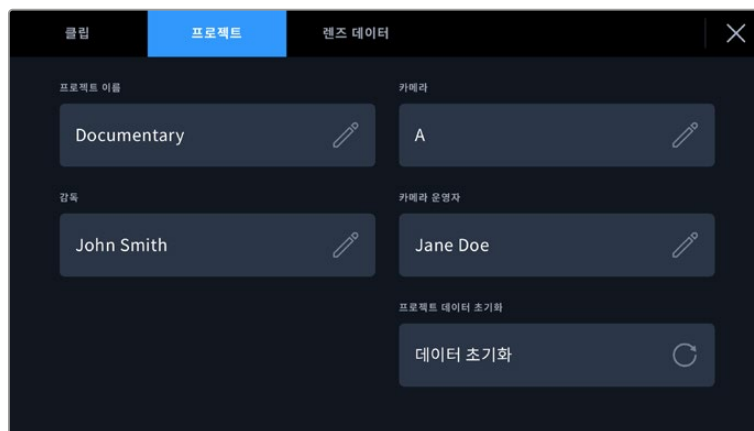 클립 프로젝트 렌즈 데이터
프로젝트 이름
Documentary
카메라
A
감독
John Smith
카메라 운영자
Jane Doe
프로젝트 데이터 초기화
데이터 초기화